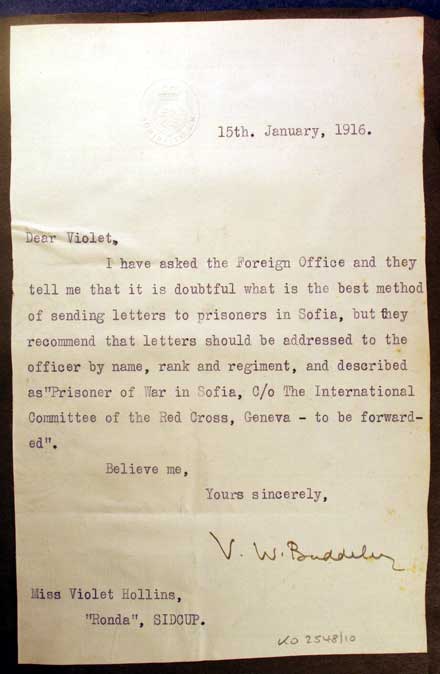 15th. January, 1916.
Dear Violet,
I have asked the Foreign Office and they
tell me that it is doubtful what is the best method
of sending letters to prisoners in Sofia, but they
recommend that letters should be addressed to the
officer by name, rank and regiment, and described
as"Prisoner of War in Sofia, C/o The International
Committee of the Red Cross, Geneva - to be forward-
ed".
Believe me,
Yours sincerely,
V. W. Baddeley
Miss Violet Hollins,
"Ronda", SIDCUP.
KO 2548/10